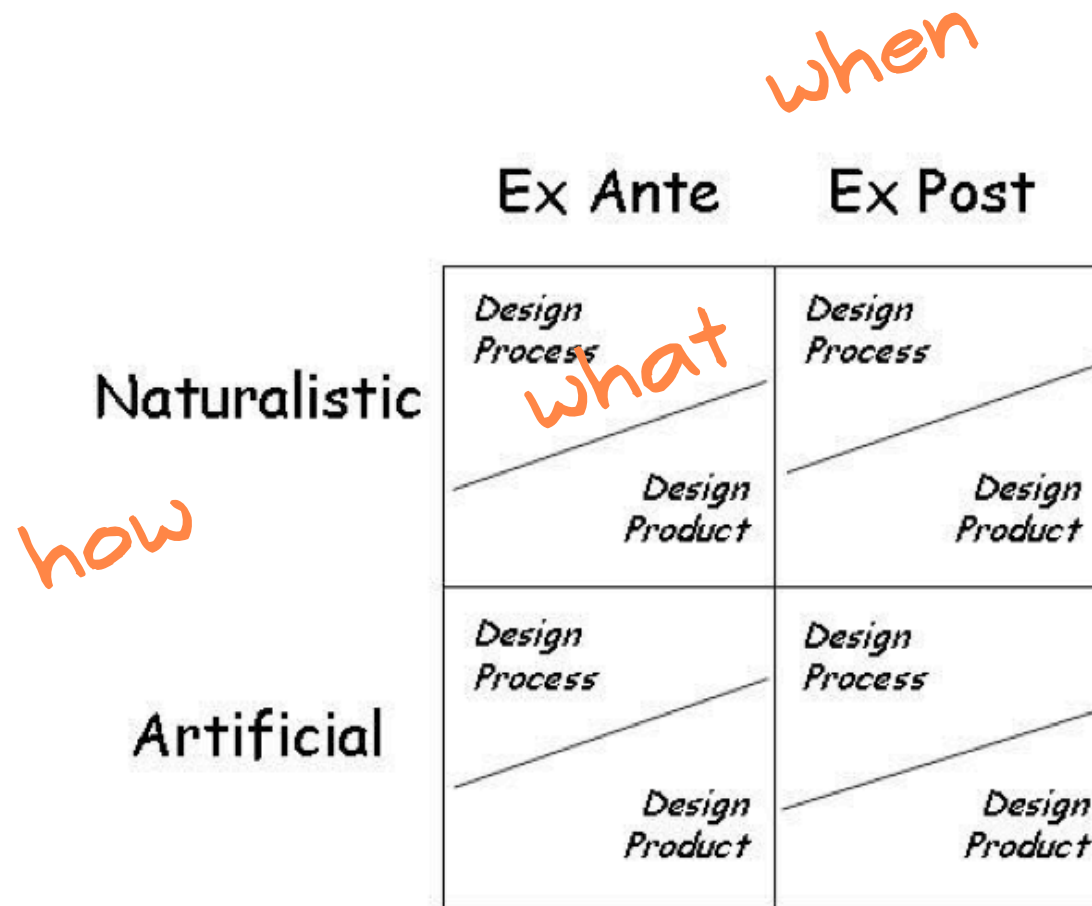 when
Ex Ante Ex Post
Design Process
what
Design Process
Naturalistic
Design Product
Design Product
how
Design Process
Design Process
Artificial
Design Product
Design Product